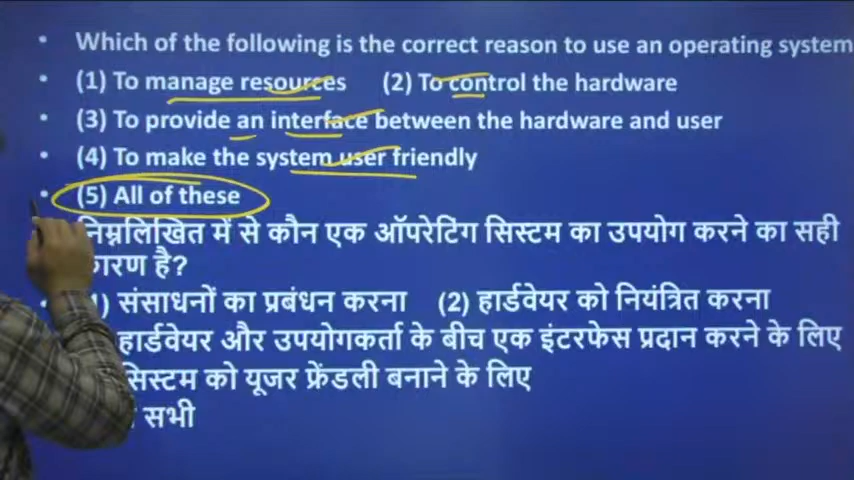 • Which of the following is the correct reason to use an operating system
• (1) To manage resources (2) To control the hardware
• (3) To provide an interface between the hardware and user
• (4) To make the system user friendly
• (5) All of these
निम्नलिखित में से कौन एक ऑपरेटिंग सिस्टम का उपयोग करने का सही
है?
संसाधनों का प्रबंधन करना (2) हार्डवेयर को नियंत्रित करना
हार्डवेयर और उपयोगकर्ता के बीच एक इंटरफेस प्रदान करने के लिए
सिस्टम को यूजर फ्रेंडली बनाने के लिए
सभी